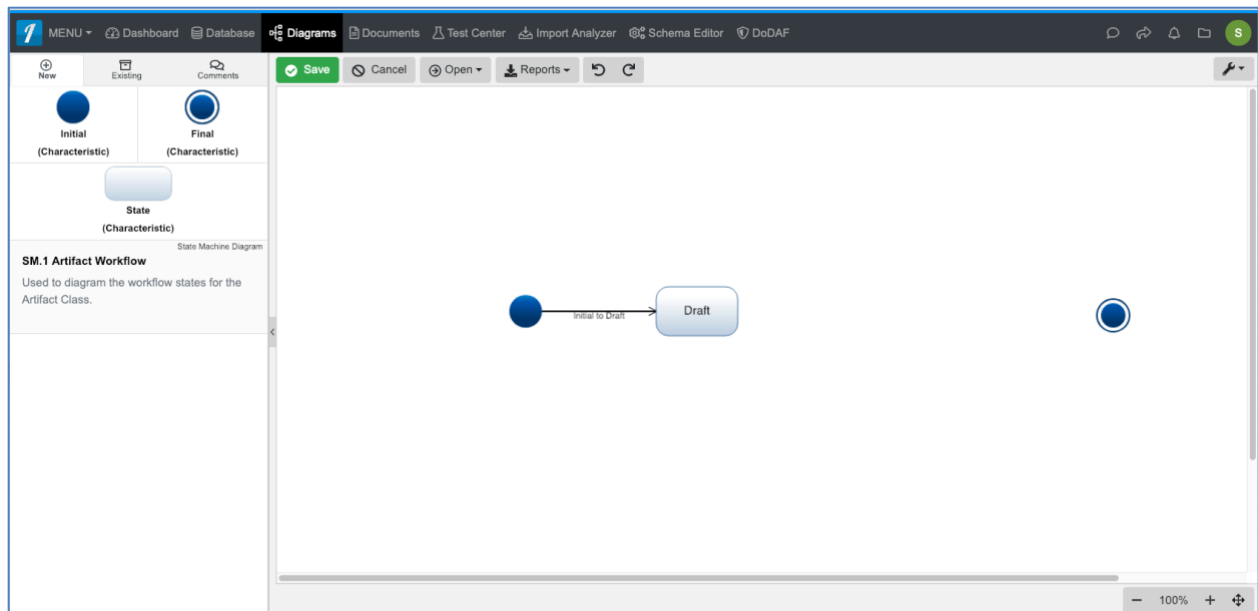 MENU Dashboard Database Diagrams Documents Test Center Import Analyzer Schema Editor DoDAF S
New Existing Comments
Save Cancel Open Reports
Initial
(Characteristic)
Final
(Characteristic)
State
(Characteristic)
State Machine Diagram
SM.1 Artifact Workflow
Used to diagram the workflow states for the
Artifact Class.
Initial to Draft
Draft
100%